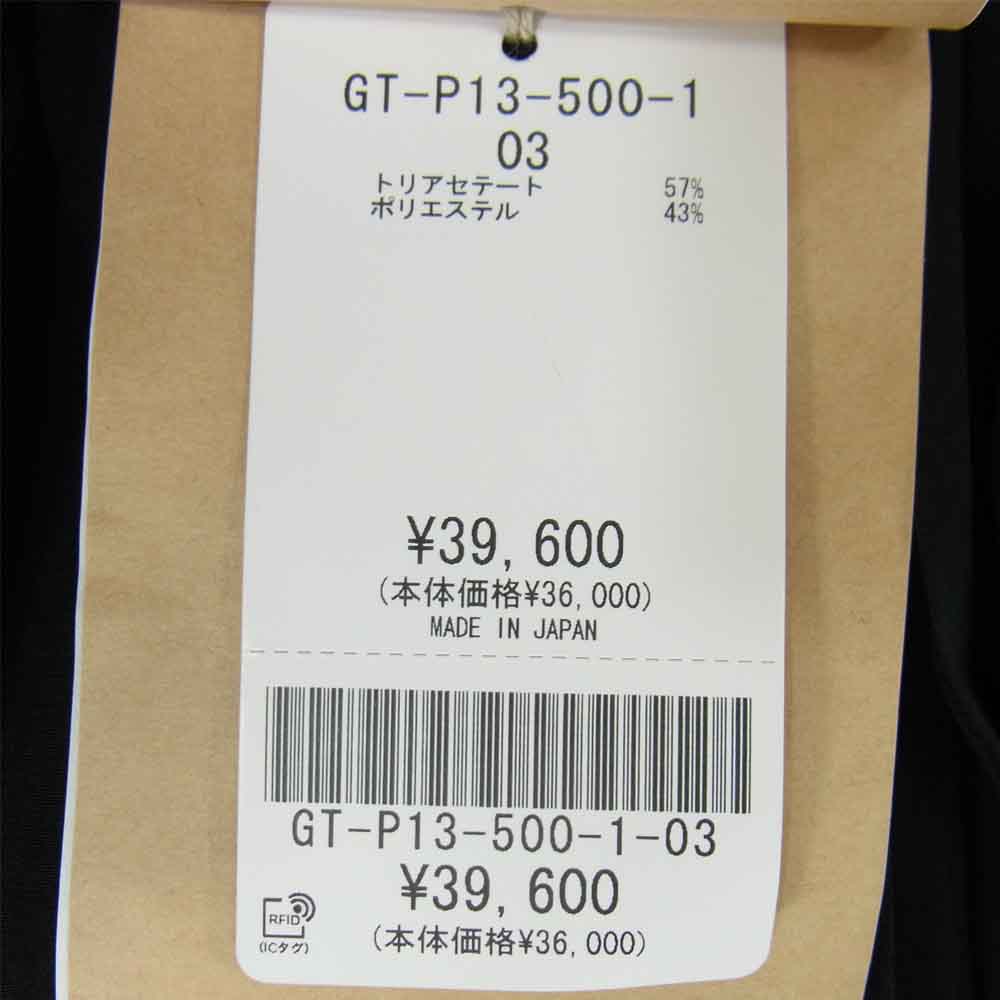 GT-P13-500-1
03
トリアセテート 57%
ポリエステル 43%
¥39,600
(本体価格¥36,000)
MADE IN JAPAN
GT-P13-500-1-03
¥39,600
(本体価格¥36,000)
RFID
(ICタグ)